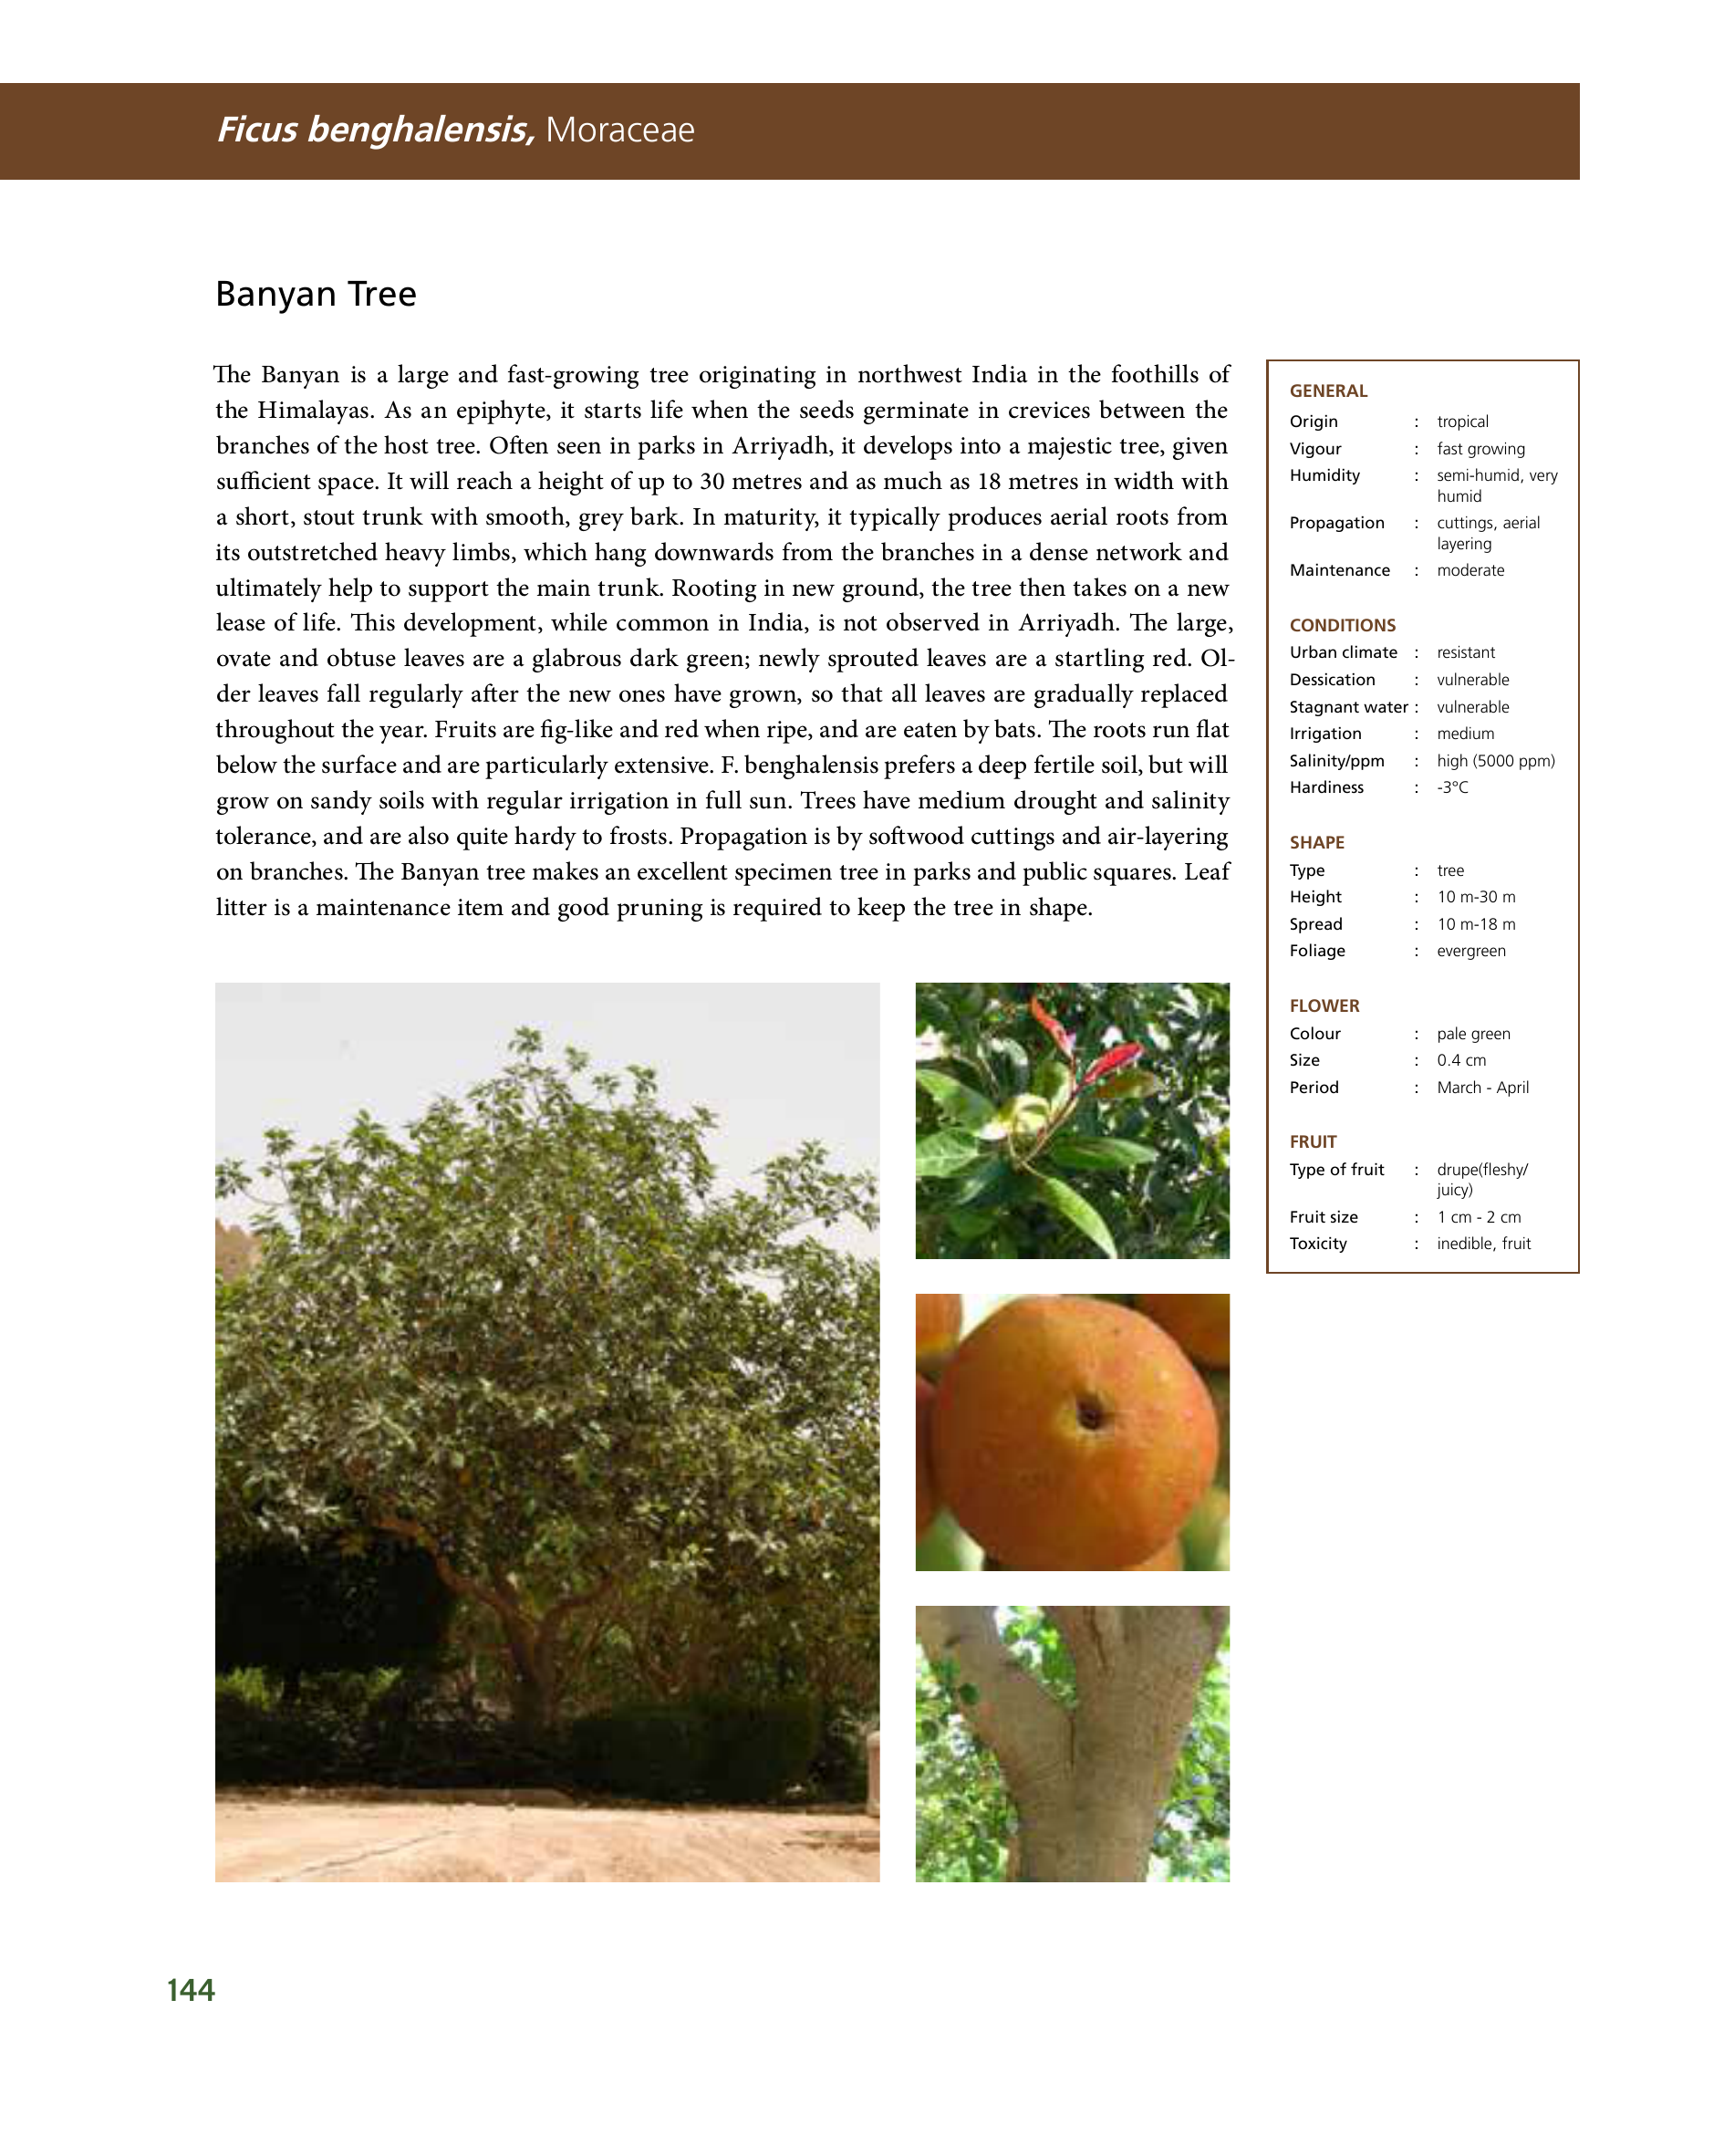 Ficus benghalensis, Moraceae
Banyan Tree
The Banyan is a large and fast-growing tree originating in northwest India in the foothills of
the Himalayas. As an epiphyte, it starts life when the seeds germinate in crevices between the
branches of the host tree. Often seen in parks in Arriyadh, it develops into a majestic tree, given
sufficient space. It will reach a height of up to 30 metres and as much as 18 metres in width with
a short, stout trunk with smooth, grey bark. In maturity, it typically produces aerial roots from
its outstretched heavy limbs, which hang downwards from the branches in a dense network and
ultimately help to support the main trunk. Rooting in new ground, the tree then takes on a new
lease of life. This development, while common in India, is not observed in Arriyadh. The large,
ovate and obtuse leaves are a glabrous dark green; newly sprouted leaves are a startling red. Ol-
der leaves fall regularly after the new ones have grown, so that all leaves are gradually replaced
throughout the year. Fruits are fig-like and red when ripe, and are eaten by bats. The roots run flat
below the surface and are particularly extensive. F. benghalensis prefers a deep fertile soil, but will
grow on sandy soils with regular irrigation in full sun. Trees have medium drought and salinity
tolerance, and are also quite hardy to frosts. Propagation is by softwood cuttings and air-layering
on branches. The Banyan tree makes an excellent specimen tree in parks and public squares. Leaf
litter is a maintenance item and good pruning is required to keep the tree in shape.
GENERAL
Origin : tropical
Vigour : fast growing
Humidity : semi-humid, very
humid
Propagation : cuttings, aerial
layering
Maintenance : moderate
CONDITIONS
Urban climate : resistant
Dessication : vulnerable
Stagnant water : vulnerable
Irrigation : medium
Salinity/ppm : high (5000 ppm)
Hardiness : -3°C
SHAPE
Type : tree
Height : 10 m-30 m
Spread : 10 m-18 m
Foliage : evergreen
FLOWER
Colour : pale green
Size : 0.4 cm
Period : March - April
FRUIT
Type of fruit : drupe(fleshy/
juicy)
Fruit size : 1 cm - 2 cm
Toxicity : inedible, fruit
144